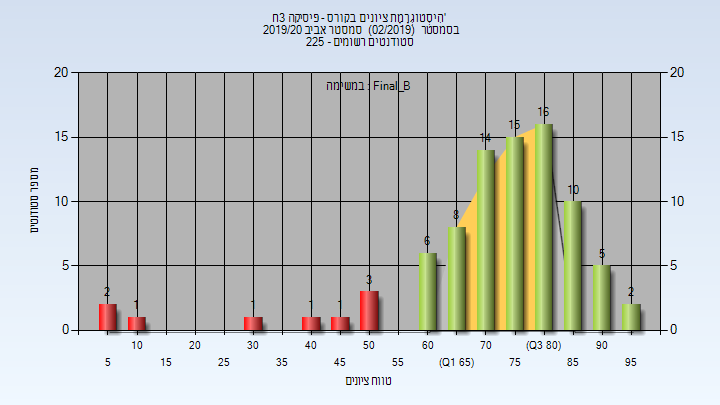 היסטוגרמת ציונים בקורס - פיסיקה 3ח'
בסמסטר (02/2019) סמסטר אביב 2019/20
סטודנטים רשומים - 225
במשימה : Final_B
מספר סטודנטים
20 20
15 15
10 10
5 5
0 0
2 1 1 1 1 3 6 8 14 15 16 10 5 2
10 20 30 40 50 60 70 (Q3 80) 90
5 15 25 35 45 55 (Q1 65) 75 85 95
טווח ציונים